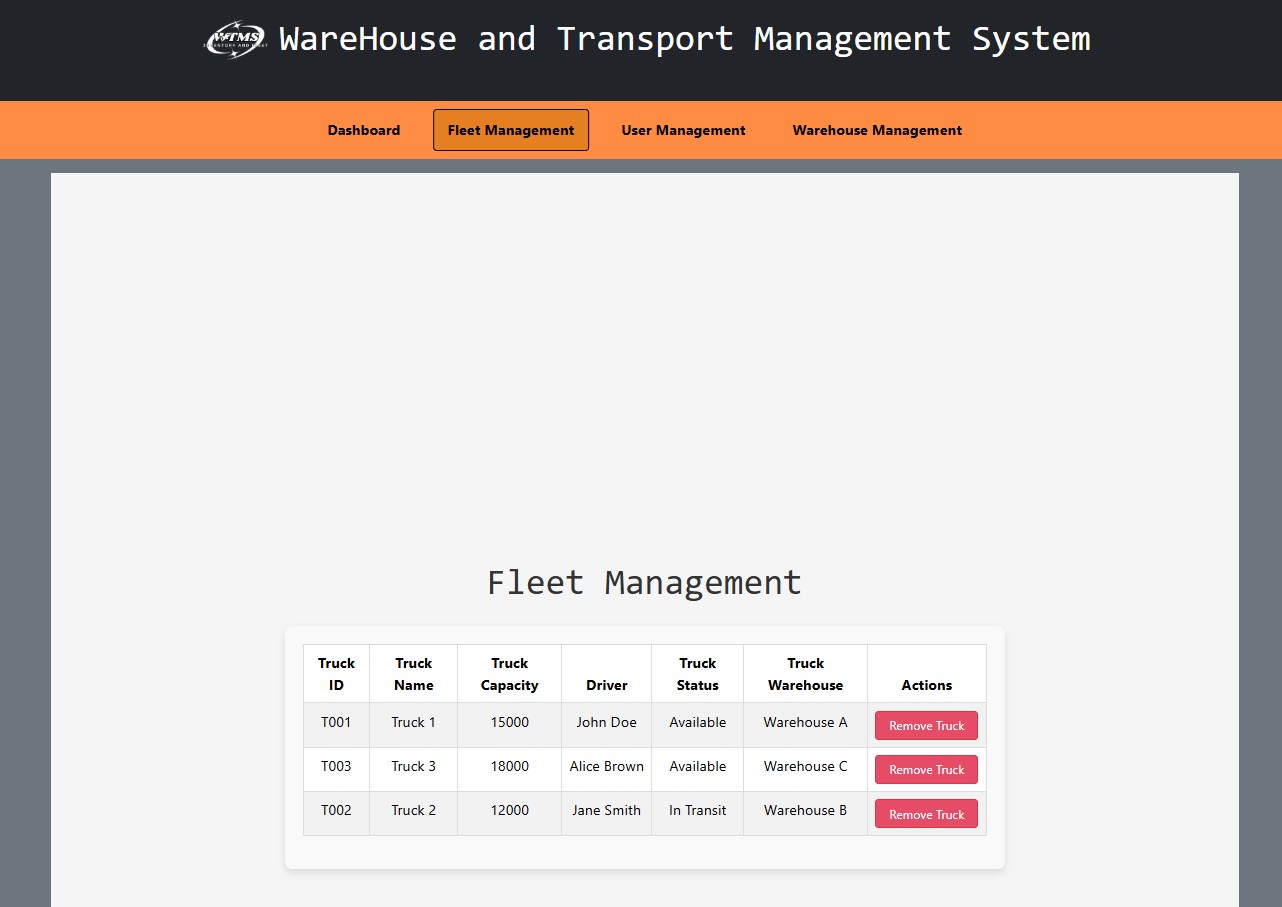 WTMS
WareHouse and Transport Management System
Dashboard Fleet Management User Management Warehouse Management
Fleet Management
Truck ID Truck Name Truck Capacity Driver Truck Status Truck Warehouse Actions
T001 Truck 1 15000 John Doe Available Warehouse A Remove Truck
T003 Truck 3 18000 Alice Brown Available Warehouse C Remove Truck
T002 Truck 2 12000 Jane Smith In Transit Warehouse B Remove Truck